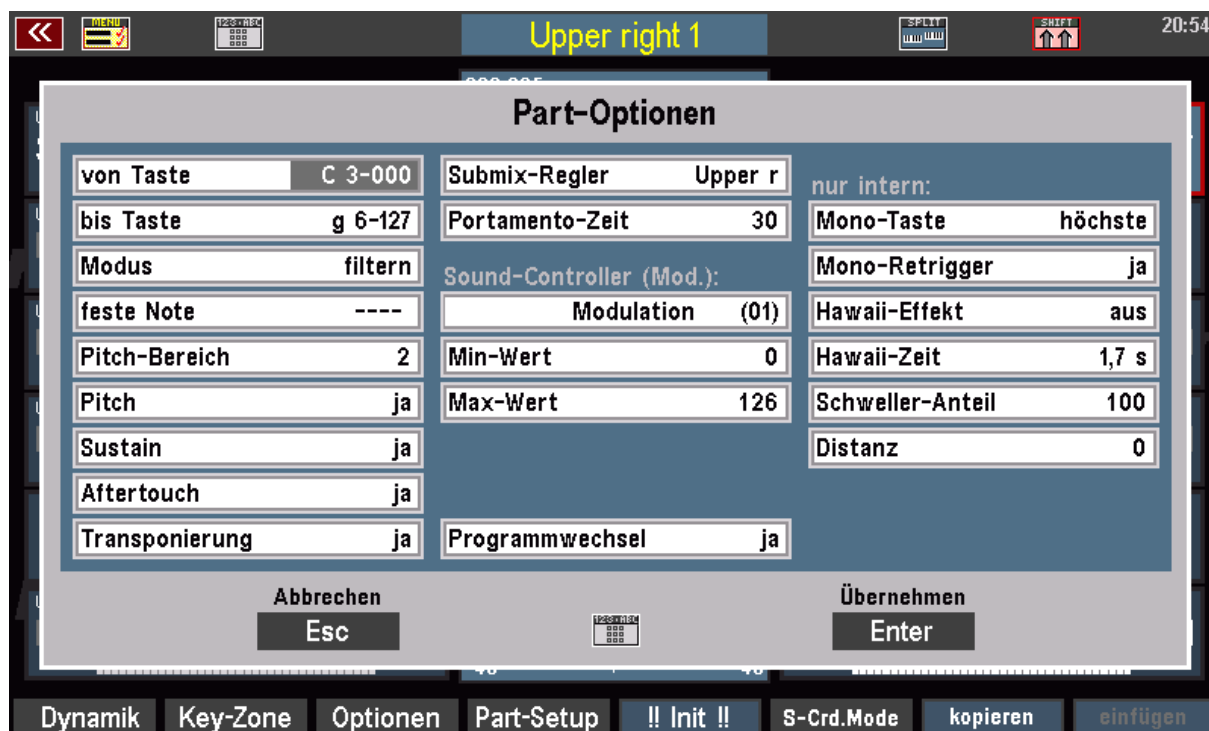 MENU
123·ABC
Upper right 1
SPLIT
SHIFT
20:54
Part-Optionen
von Taste C 3-000
bis Taste g 6-127
Modus filtern
feste Note ----
Pitch-Bereich 2
Pitch ja
Sustain ja
Aftertouch ja
Transponierung ja
Submix-Regler Upper r
Portamento-Zeit 30
Sound-Controller (Mod.):
Modulation (01)
Min-Wert 0
Max-Wert 126
Programmwechsel ja
nur intern:
Mono-Taste höchste
Mono-Retrigger ja
Hawaii-Effekt aus
Hawaii-Zeit 1,7 s
Schweller-Anteil 100
Distanz 0
Abbrechen
Esc
123·ABC
Übernehmen
Enter
Dynamik Key-Zone Optionen Part-Setup !! Init !! S-Crd.Mode kopieren einfügen